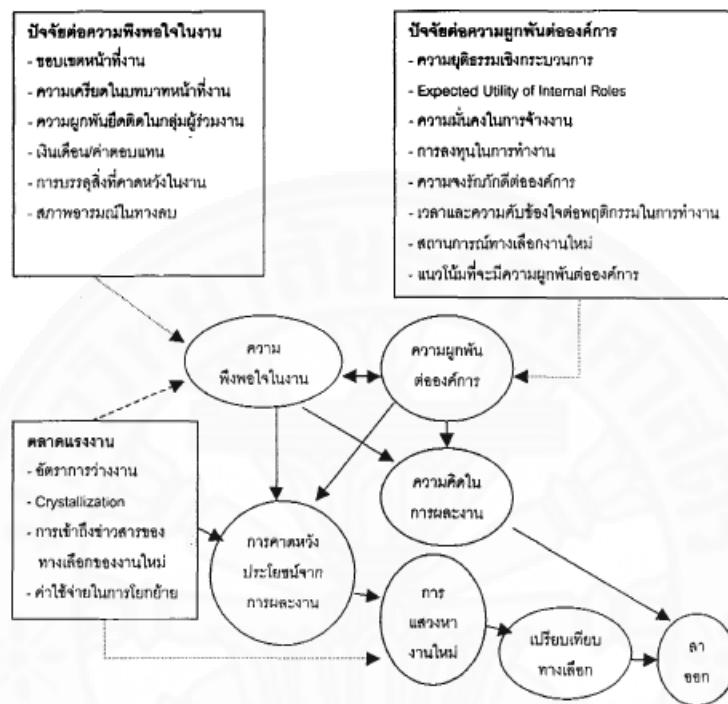 ปัจจัยต่อความพึงพอใจในงาน
- ขอบเขตหน้าที่งาน
- ความเครียดในบทบาทหน้าที่งาน
- ความผูกพันยึดติดในกลุ่มผู้ร่วมงาน
- เงินเดือน/ค่าตอบแทน
- การบรรลุสิ่งที่คาดหวังในงาน
- สภาพอารมณ์ในทางลบ
ปัจจัยต่อความผูกพันต่อองค์การ
- ความยุติธรรมเชิงกระบวนการ
- Expected Utility of Internal Roles
- ความมั่นคงในการจ้างงาน
- การลงทุนในการทำงาน
- ความจงรักภักดีต่อองค์การ
- เวลาและความคับข้องใจต่อพฤติกรรมในการทำงาน
- สถานการณ์ทางเลือกงานใหม่
- แนวโน้มที่จะมีความผูกพันต่อองค์การ
ความ
พึงพอใจในงาน
ความผูกพัน
ต่อองค์การ
ตลาดแรงงาน
- อัตราการว่างงาน
- Crystallization
- การเข้าถึงข่าวสารของ
ทางเลือกของงานใหม่
- ค่าใช้จ่ายในการโยกย้าย
ความคิดใน
การผละงาน
การคาดหวัง
ประโยชน์จาก
การผละงาน
การ
แสวงหา
งานใหม่
เปรียบเทียบ
ทางเลือก
ลา
ออก